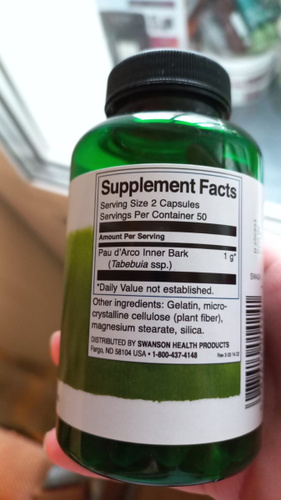 Supplement Facts
Serving Size 2 Capsules
Servings Per Container 50
Amount Per Serving
Pau d'Arco Inner Bark 1 g*
(Tabebuia ssp.)
*Daily Value not established.
Other ingredients: Gelatin, micro-
crystalline cellulose (plant fiber),
magnesium stearate, silica.
DISTRIBUTED BY SWANSON HEALTH PRODUCTS
Fargo, ND 58104 USA • 1-800-437-4148